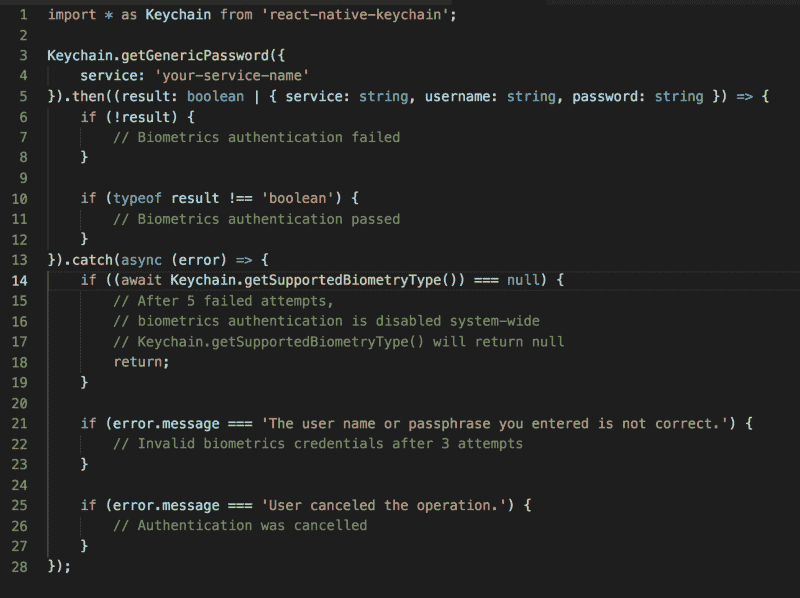 1 import * as Keychain from 'react-native-keychain';
2
3 Keychain.getGenericPassword({
4     service: 'your-service-name'
5 }).then((result: boolean | { service: string, username: string, password: string }) => {
6     if (!result) {
7         // Biometrics authentication failed
8     }
9
10     if (typeof result !== 'boolean') {
11         // Biometrics authentication passed
12     }
13 }).catch(async (error) => {
14     if ((await Keychain.getSupportedBiometryType()) === null) {
15         // After 5 failed attempts,
16         // biometrics authentication is disabled system-wide
17         // Keychain.getSupportedBiometryType() will return null
18         return;
19     }
20
21     if (error.message === 'The user name or passphrase you entered is not correct.') {
22         // Invalid biometrics credentials after 3 attempts
23     }
24
25     if (error.message === 'User canceled the operation.') {
26         // Authentication was cancelled
27     }
28 });